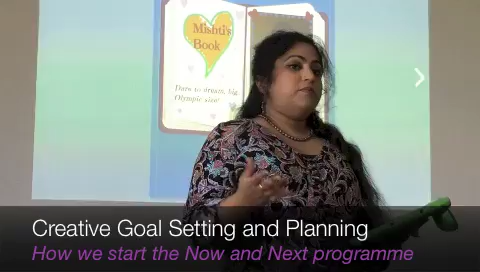 Mishti's
Book
Dare to dream, big
Olympic size!
Creative Goal Setting and Planning
How we start the Now and Next programme